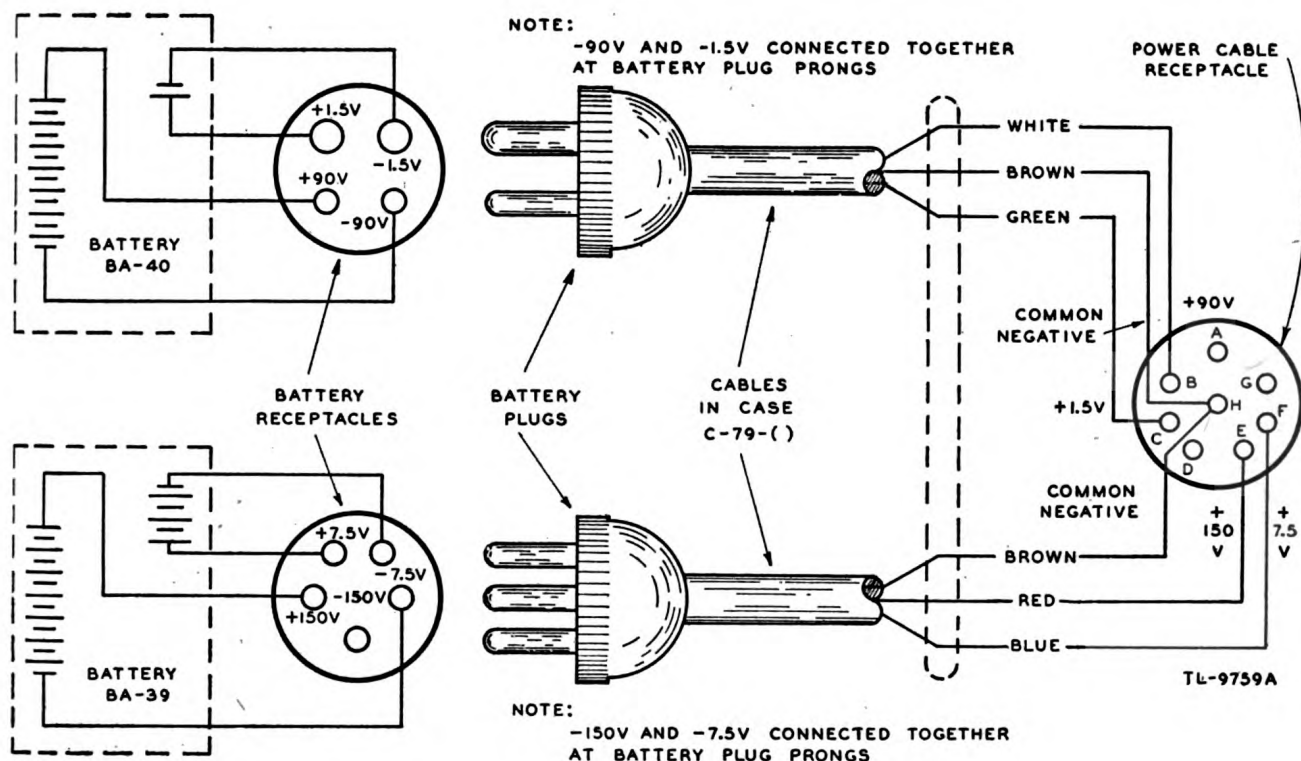 NOTE:
-90V AND -1.5V CONNECTED TOGETHER
AT BATTERY PLUG PRONGS
POWER CABLE
RECEPTACLE
+1.5V
-1.5V
+90V
-90V
BATTERY
BA-40
WHITE
BROWN
GREEN
+90V
COMMON
NEGATIVE
A
B
G
H
F
+1.5V
C
E
D
BATTERY
RECEPTACLES
BATTERY
PLUGS
CABLES
IN CASE
C-79-( )
COMMON
NEGATIVE
+
150
V
+
7.5
V
+7.5V
-7.5V
-150V
+150V
BATTERY
BA-39
BROWN
RED
BLUE
TL-9759A
NOTE:
-150V AND -7.5V CONNECTED TOGETHER
AT BATTERY PLUG PRONGS